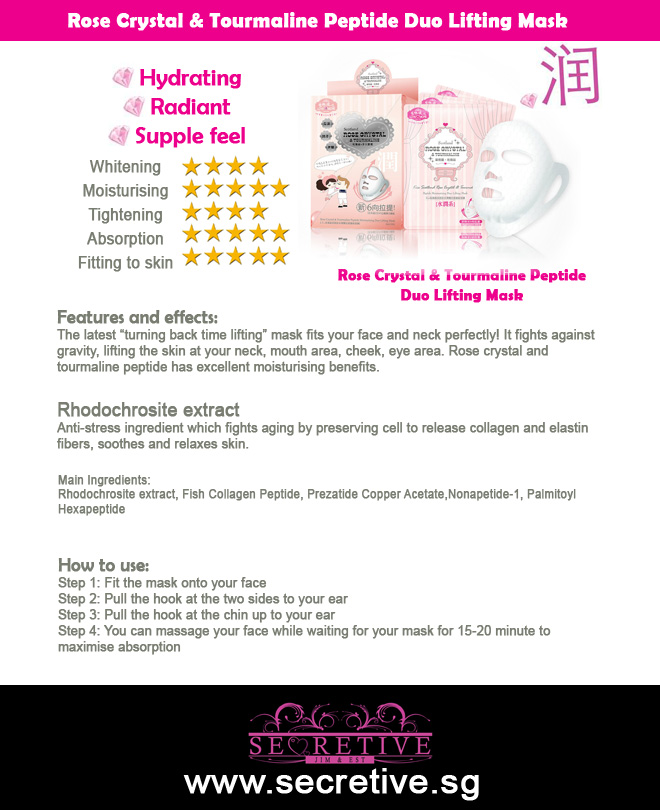 Rose Crystal & Tourmaline Peptide Duo Lifting Mask
Hydrating
Radiant
Supple feel
润
Whitening
Moisturising
Tightening
Absorption
Fitting to skin
ROSE CRYSTAL
& TOURMALINE
ROSE CRYSTAL
& TOURMALINE
Rose Crystal & Tourmaline Peptide
Duo Lifting Mask
Features and effects:
The latest “turning back time lifting” mask fits your face and neck perfectly! It fights against
gravity, lifting the skin at your neck, mouth area, cheek, eye area. Rose crystal and
tourmaline peptide has excellent moisturising benefits.
Rhodochrosite extract
Anti-stress ingredient which fights aging by preserving cell to release collagen and elastin
fibers, soothes and relaxes skin.
Main Ingredients:
Rhodochrosite extract, Fish Collagen Peptide, Prezatide Copper Acetate,Nonapetide-1, Palmitoyl
Hexapeptide
How to use:
Step 1: Fit the mask onto your face
Step 2: Pull the hook at the two sides to your ear
Step 3: Pull the hook at the chin up to your ear
Step 4: You can massage your face while waiting for your mask for 15-20 minute to
maximise absorption
SECRETIVE
JIM & EST
www.secretive.sg